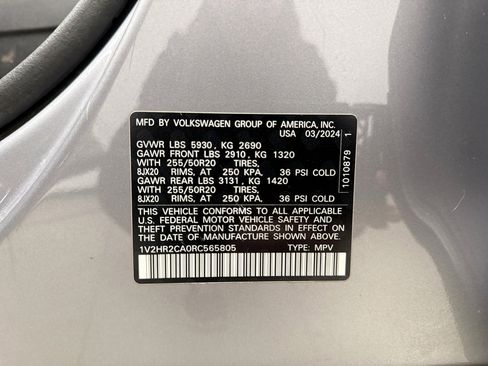 MFD BY VOLKSWAGEN GROUP OF AMERICA, INC.
USA 03/2024
GVWR LBS 5930, KG 2690
GAWR FRONT LBS 2910, KG 1320
WITH 255/50R20 TIRES,
8JX20 RIMS, AT 250 KPA, 36 PSI COLD
GAWR REAR LBS 3131, KG 1420
WITH 255/50R20 TIRES,
8JX20 RIMS, AT 250 KPA, 36 PSI COLD
THIS VEHICLE CONFORMS TO ALL APPLICABLE
U.S. FEDERAL MOTOR VEHICLE SAFETY BUMPER AND
THEFT PREVENTION STANDARDS IN EFFECT ON THE
DATE OF MANUFACTURE SHOWN ABOVE.
1V2HR2CA0RC565805 TYPE: MPV
1010879 1